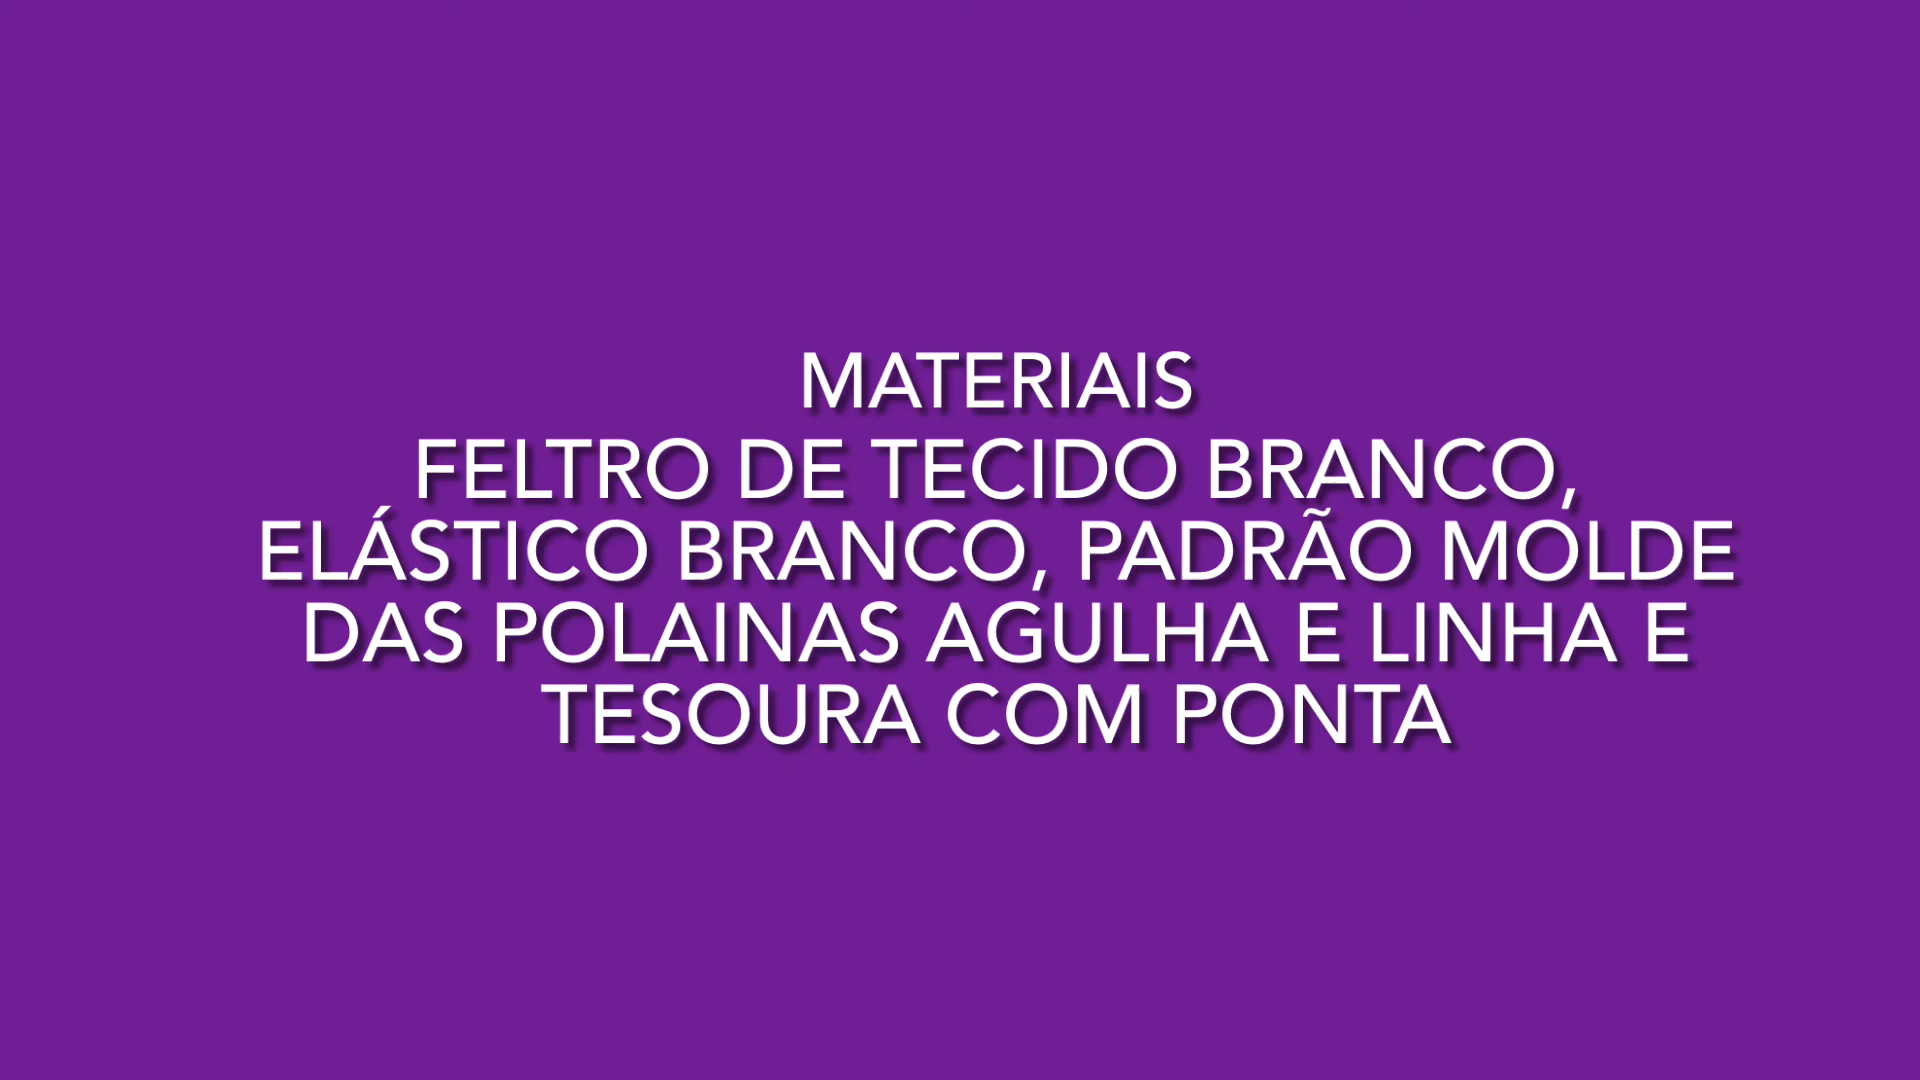 MATERIAIS
FELTRO DE TECIDO BRANCO,
ELÁSTICO BRANCO, PADRÃO MOLDE
DAS POLAINAS AGULHA E LINHA E
TESOURA COM PONTA